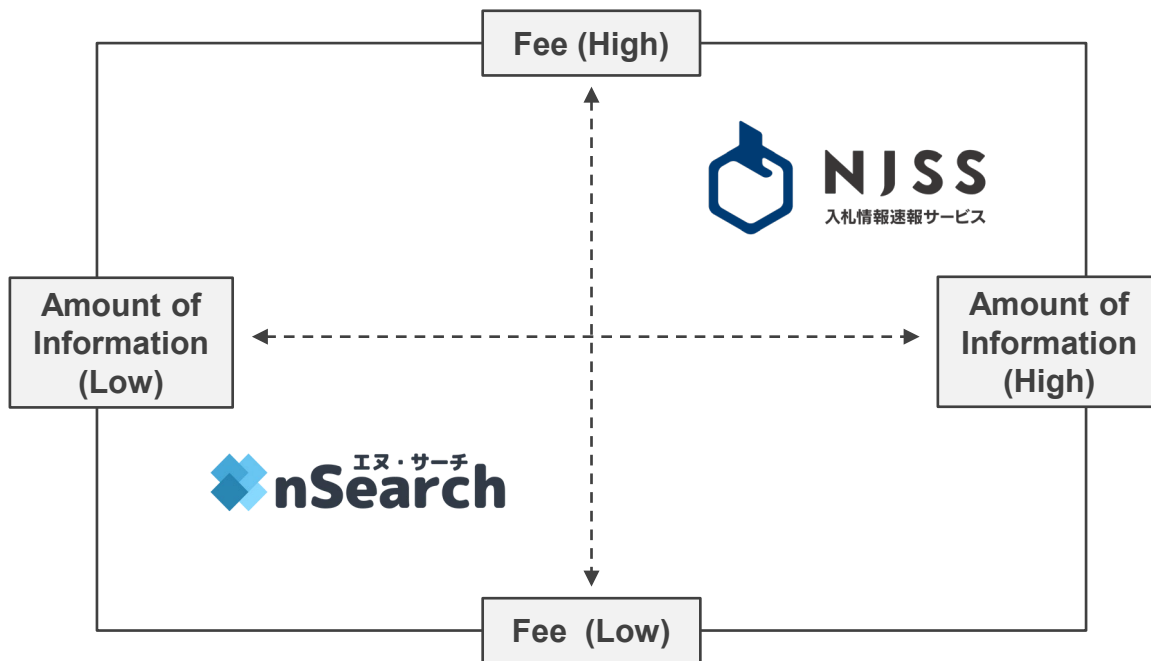 Fee (High)
NJSS
入札情報速報サービス
Amount of
Information
(Low)
Amount of
Information
(High)
エヌ・サーチ
nSearch
Fee (Low)